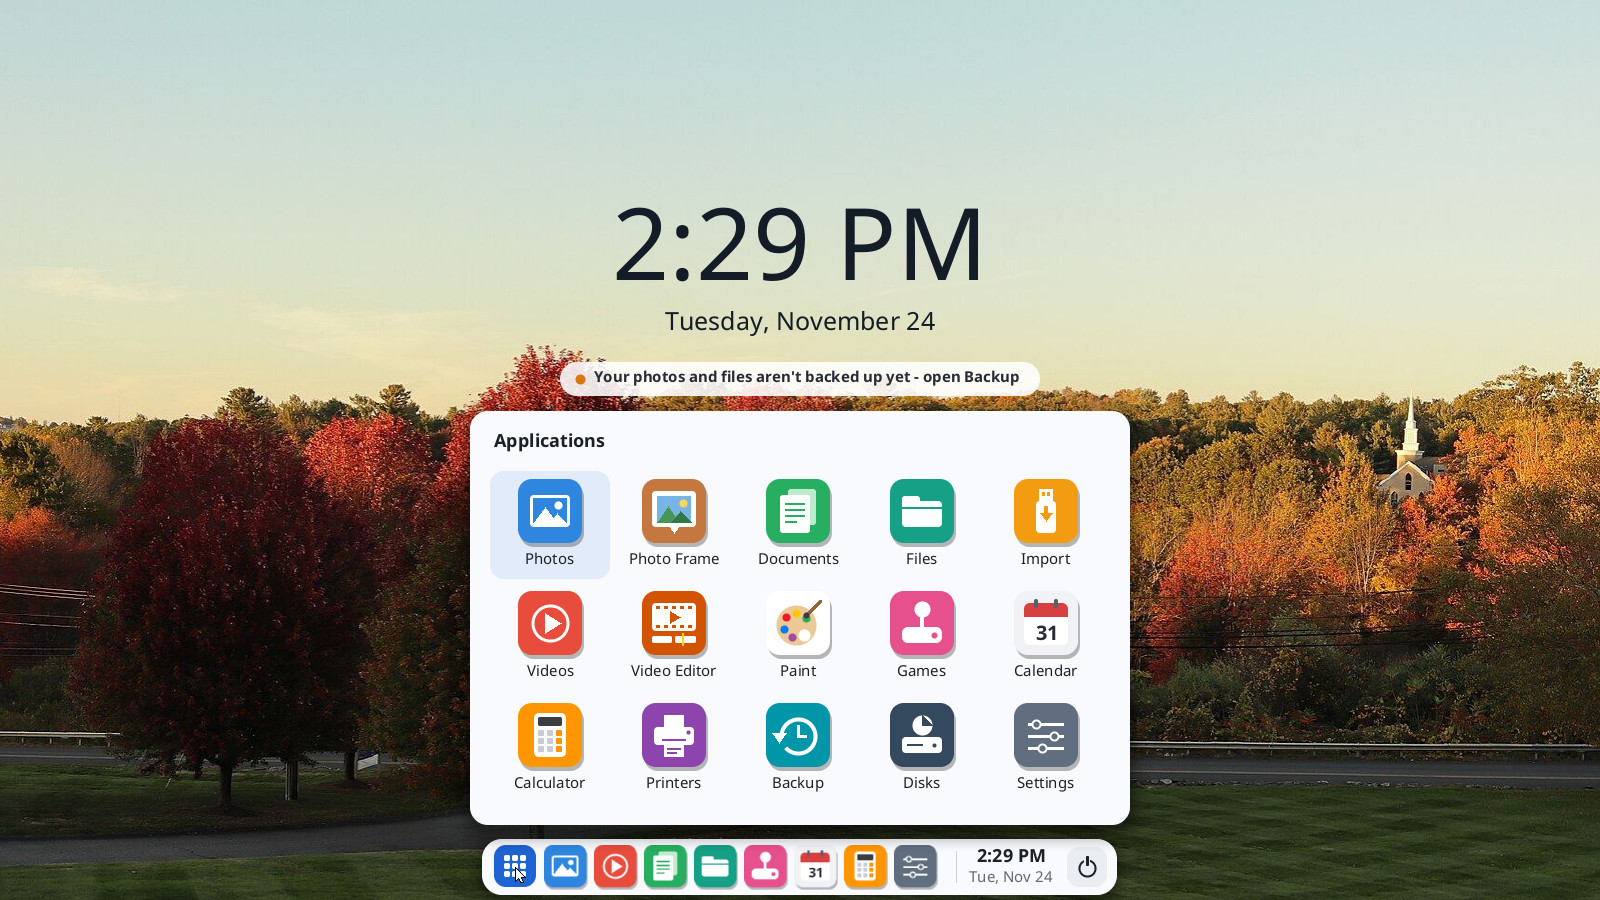 2:29 PM
Tuesday, November 24
Your photos and files aren't backed up yet - open Backup
Applications
Photos
Photo Frame
Documents
Files
Import
Videos
Video Editor
Paint
Games
31
Calendar
Calculator
Printers
Backup
Disks
Settings
31
2:29 PM
Tue, Nov 24